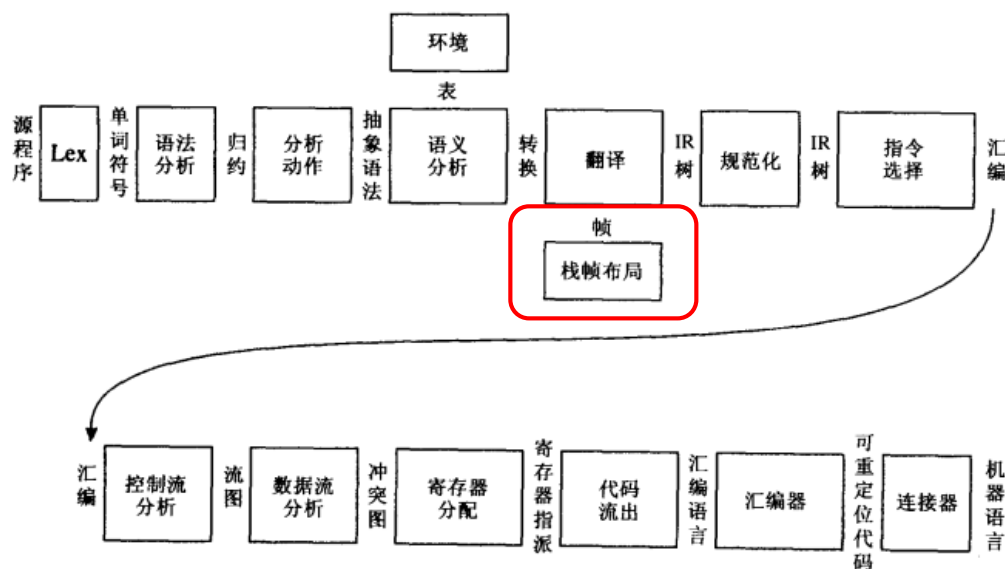 环境
表
源程序
Lex
单词符号
语法
分析
归约
分析
动作
抽象语法
语义
分析
转换
翻译
IR
树
规范化
IR
树
指令
选择
汇编
帧
栈帧布局
汇编
控制流
分析
流图
数据流
分析
冲突图
寄存器
分配
寄存器指派
代码
流出
汇编语言
汇编器
可重定位代码
连接器
机器语言